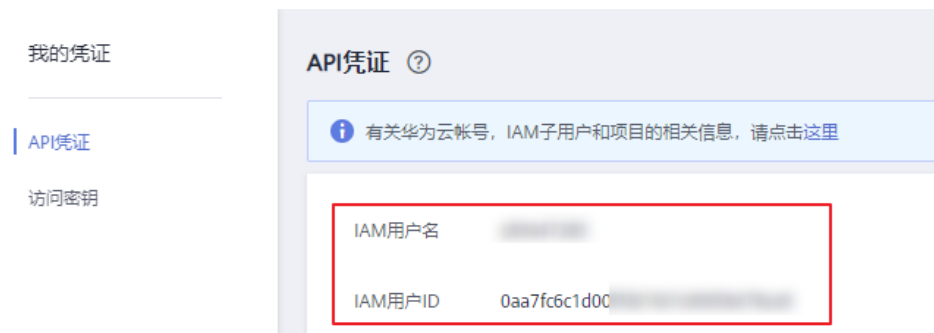 我的凭证
API凭证
访问密钥
API凭证 ?
有关华为云帐号，IAM子用户和项目的相关信息，请点击这里
IAM用户名
IAM用户ID 0aa7fc6c1d00